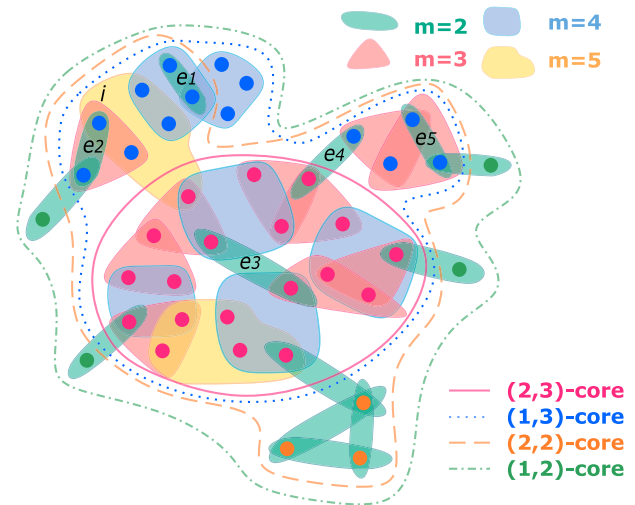 m=2
m=4
m=3
m=5
e1
i
e2
e4
e5
e3
(2,3)-core
(1,3)-core
(2,2)-core
(1,2)-core